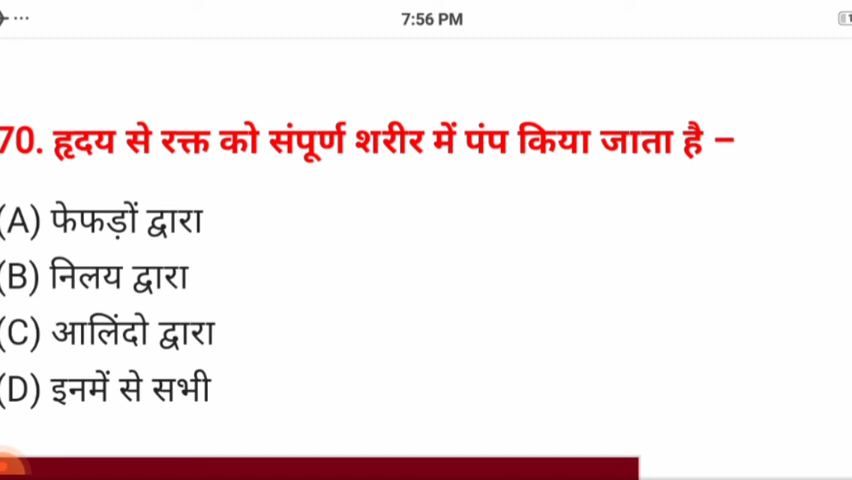 7:56 PM
70. हृदय से रक्त को संपूर्ण शरीर में पंप किया जाता है –
(A) फेफड़ों द्वारा
(B) निलय द्वारा
(C) आलिंदो द्वारा
(D) इनमें से सभी